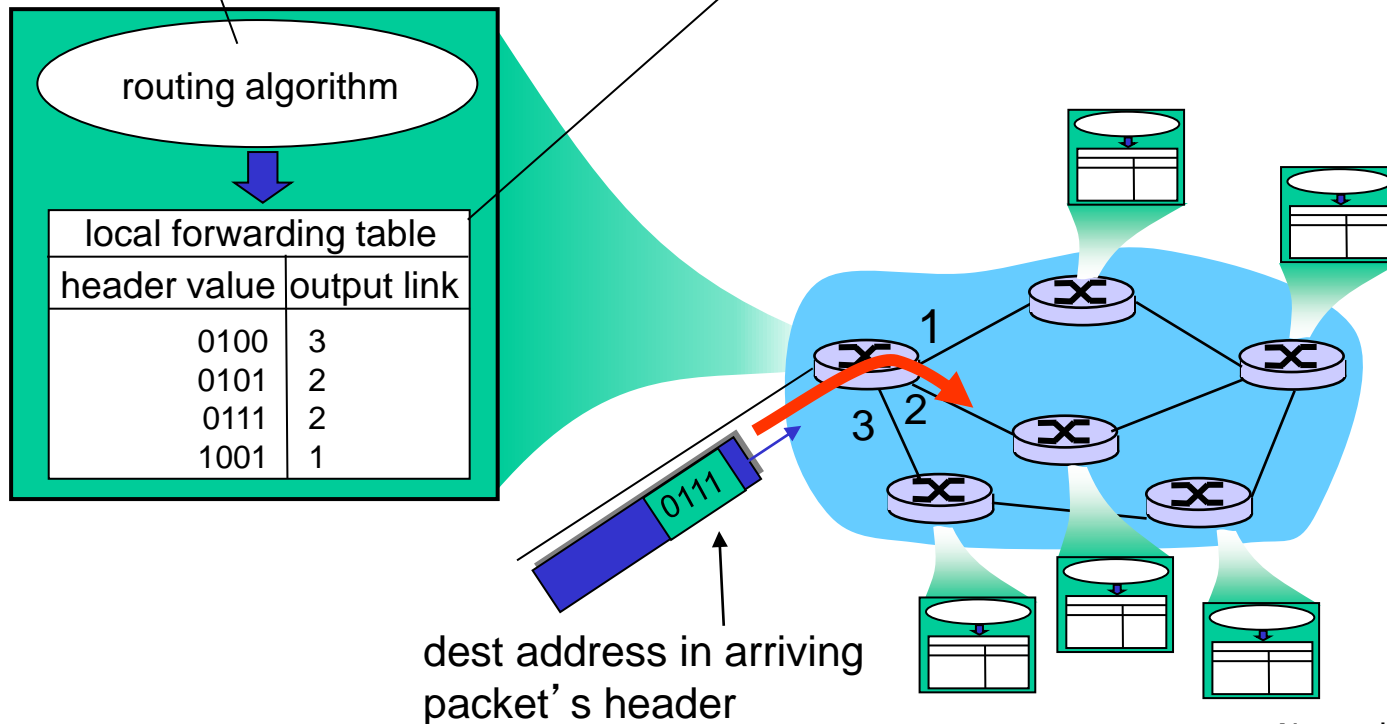 routing algorithm
local forwarding table
header value output link
0100 3
0101 2
0111 2
1001 1
1
2
3
0111
dest address in arriving
packet’s header